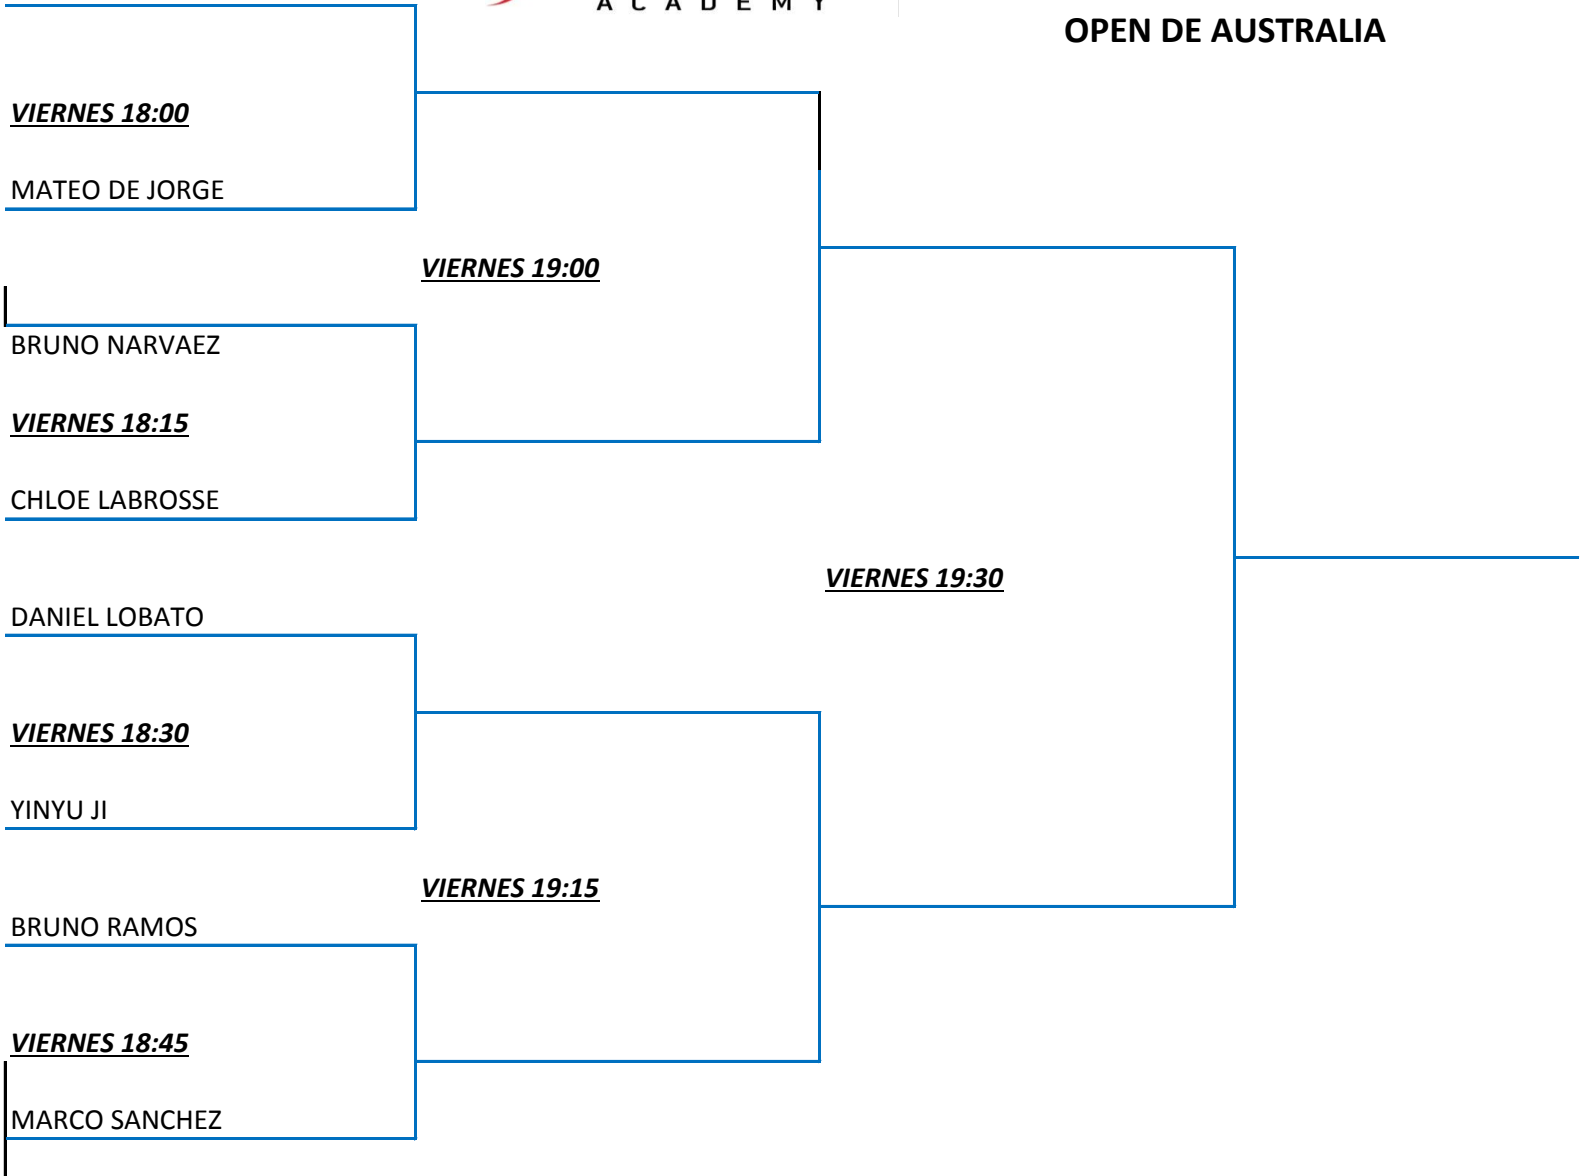 ACADEMY
OPEN DE AUSTRALIA
VIERNES 18:00
MATEO DE JORGE
VIERNES 19:00
BRUNO NARVAEZ
VIERNES 18:15
CHLOE LABROSSE
VIERNES 19:30
DANIEL LOBATO
VIERNES 18:30
YINYU JI
VIERNES 19:15
BRUNO RAMOS
VIERNES 18:45
MARCO SANCHEZ